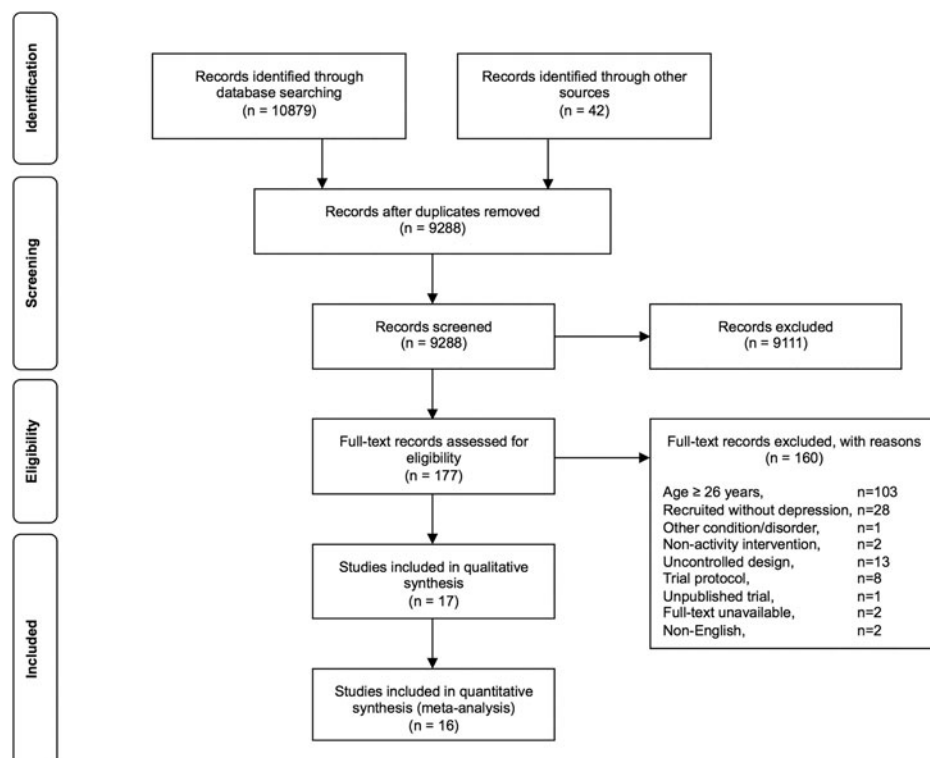 Identification
Records identified through
database searching
(n = 10879)
Records identified through other
sources
(n = 42)
Screening
Records after duplicates removed
(n = 9288)
Records screened
(n = 9288)
Records excluded
(n = 9111)
Eligibility
Full-text records assessed for
eligibility
(n = 177)
Full-text records excluded, with reasons
(n = 160)
Age ≥ 26 years, n=103
Recruited without depression, n=28
Other condition/disorder, n=1
Non-activity intervention, n=2
Uncontrolled design, n=13
Trial protocol, n=8
Unpublished trial, n=1
Full-text unavailable, n=2
Non-English, n=2
Included
Studies included in qualitative
synthesis
(n = 17)
Studies included in quantitative
synthesis (meta-analysis)
(n = 16)